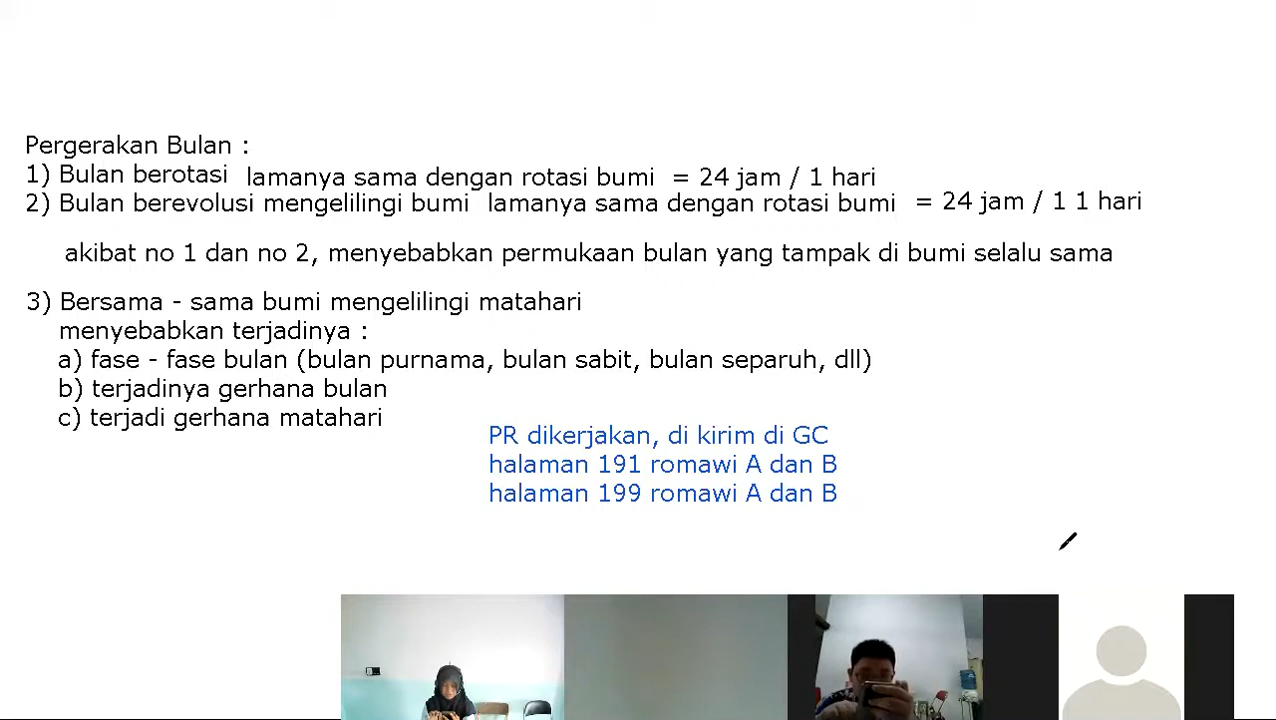 Pergerakan Bulan :
1) Bulan berotasi lamanya sama dengan rotasi bumi = 24 jam / 1 hari
2) Bulan berevolusi mengelilingi bumi lamanya sama dengan rotasi bumi = 24 jam / 1 1 hari
akibat no 1 dan no 2, menyebabkan permukaan bulan yang tampak di bumi selalu sama
3) Bersama - sama bumi mengelilingi matahari
menyebabkan terjadinya :
a) fase - fase bulan (bulan purnama, bulan sabit, bulan separuh, dll)
b) terjadinya gerhana bulan
c) terjadi gerhana matahari
PR dikerjakan, di kirim di GC
halaman 191 romawi A dan B
halaman 199 romawi A dan B